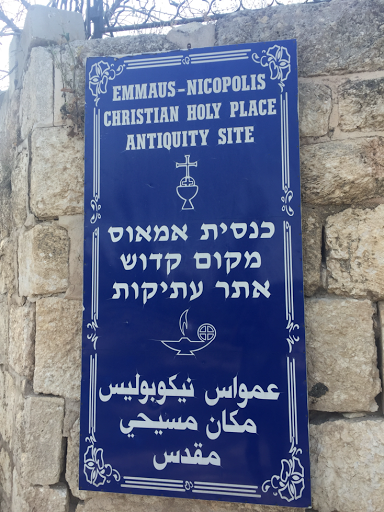 EMMAUS-NICOPOLIS
CHRISTIAN HOLY PLACE
ANTIQUITY SITE
כנסית אמאוס
מקום קדוש
אתר עתיקות
عمواس نيكوبوليس
مكان مسيحي
مقدس